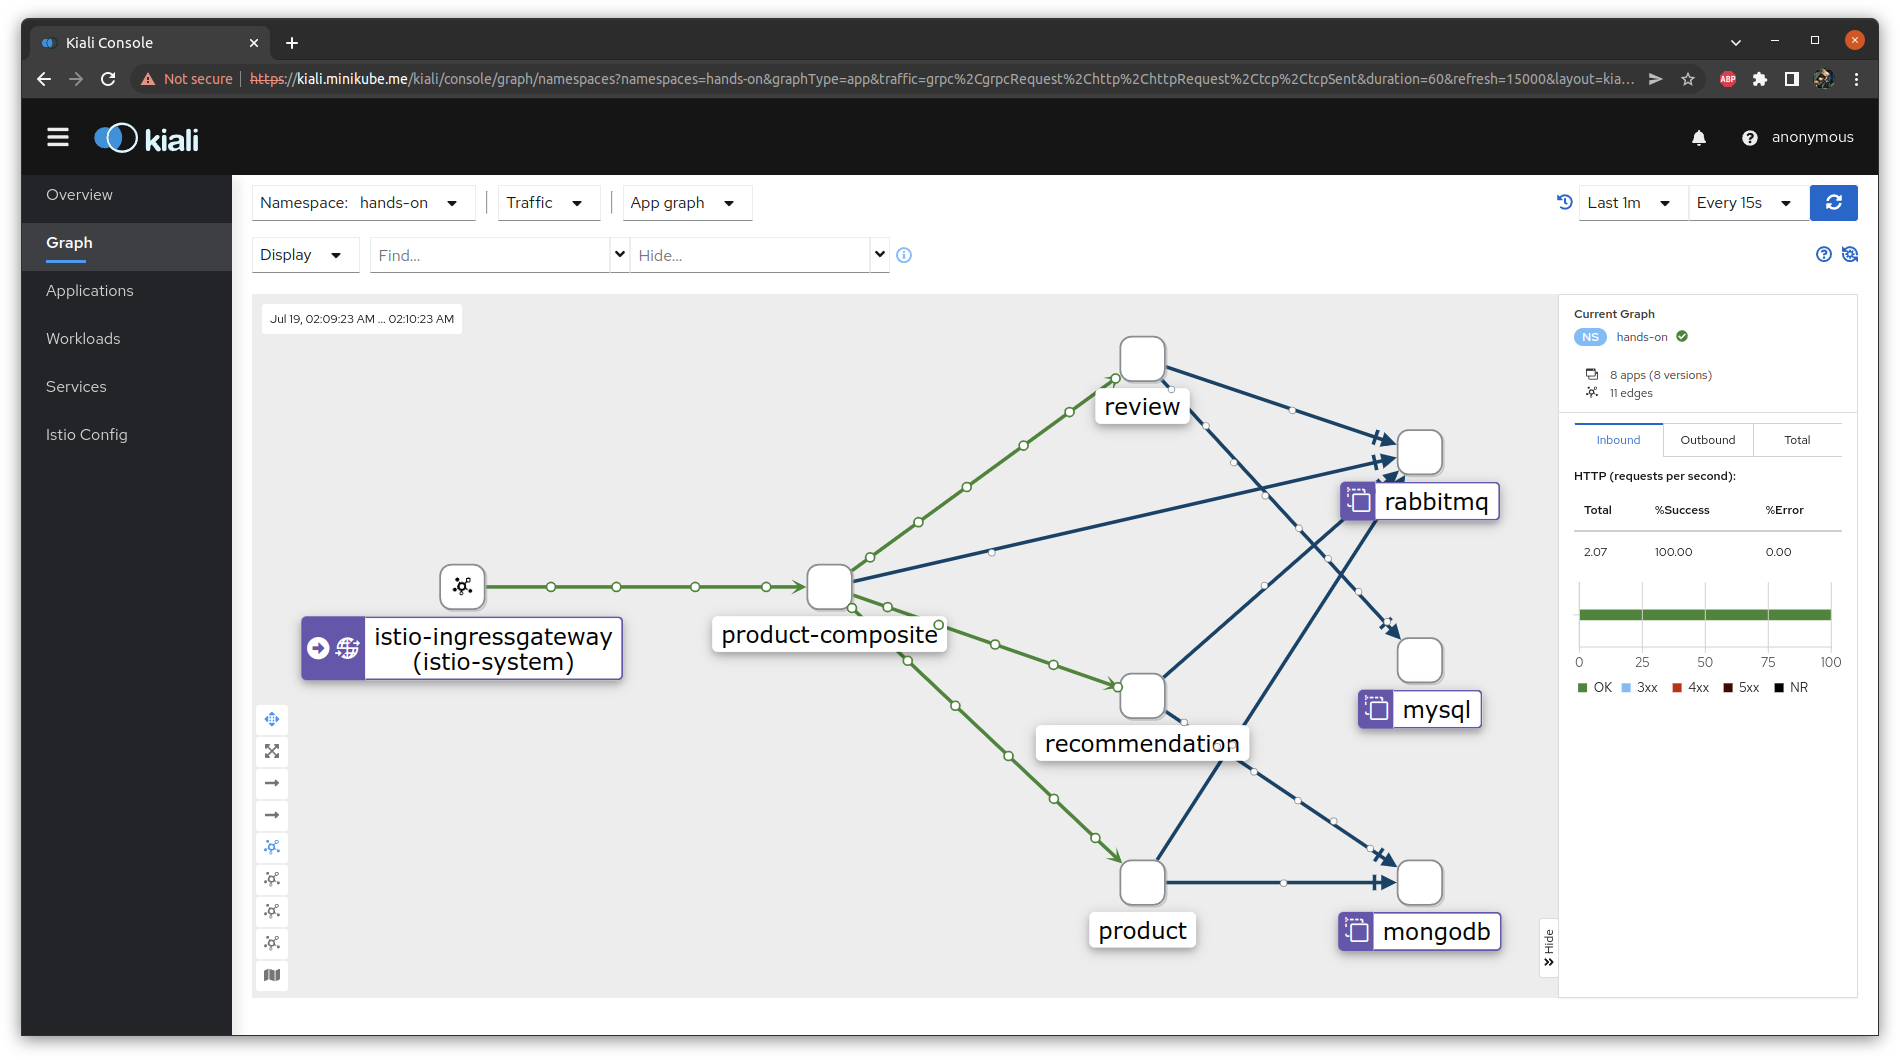 Kiali Console
Not secure https://kiali.minikube.me/kiali/console/graph/namespaces?namespaces=hands-on&graphType=app&traffic=grpc%2CgrpcRequest%2Chttp%2ChttpRequest%2Ctcp%2CtcpSent&duration=60&refresh=15000&layout=kia...
ABP
kiali
anonymous
Overview
Graph
Applications
Workloads
Services
Istio Config
Namespace: hands-on
Traffic
App graph
Last 1m
Every 15s
Display
Find...
Hide...
Jul 19, 02:09:23 AM ... 02:10:23 AM
review
rabbitmq
istio-ingressgateway
(istio-system)
product-composite
mysql
recommendation
product
mongodb
Hide
Current Graph
NS hands-on
8 apps (8 versions)
11 edges
Inbound Outbound Total
HTTP (requests per second):
Total %Success %Error
2.07 100.00 0.00
0 25 50 75 100
OK 3xx 4xx 5xx NR